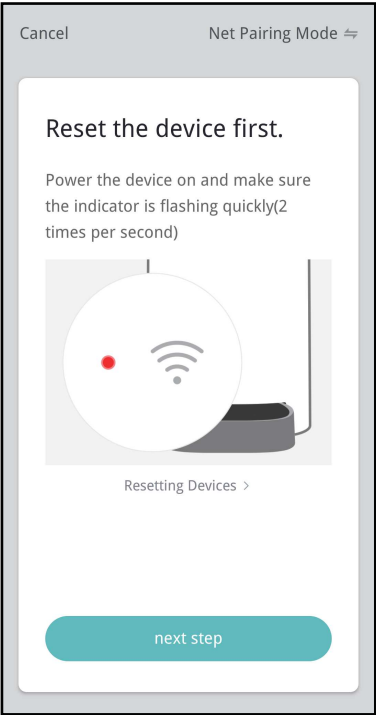 Cancel
Net Pairing Mode
Reset the device first.
Power the device on and make sure
the indicator is flashing quickly(2
times per second)
Resetting Devices >
next step